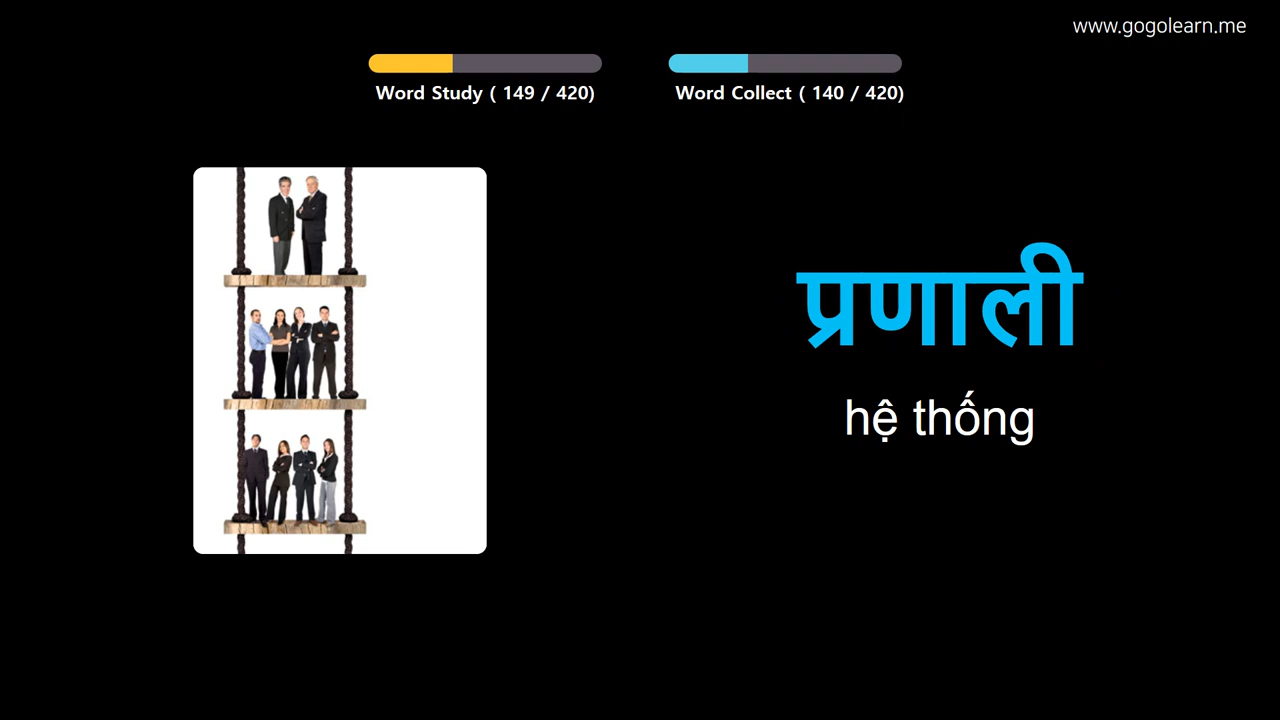 www.gogolearn.me
Word Study ( 149 / 420)
Word Collect ( 140 / 420)
प्रणाली
hệ thống